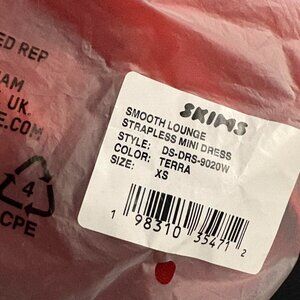 ED REP
AM
UK.
E.COM
4
CPE
SKIMS
SMOOTH LOUNGE
STRAPLESS MINI DRESS
STYLE: DS-DRS-9020W
COLOR: TERRA
SIZE: XS
1 98310 35471 2